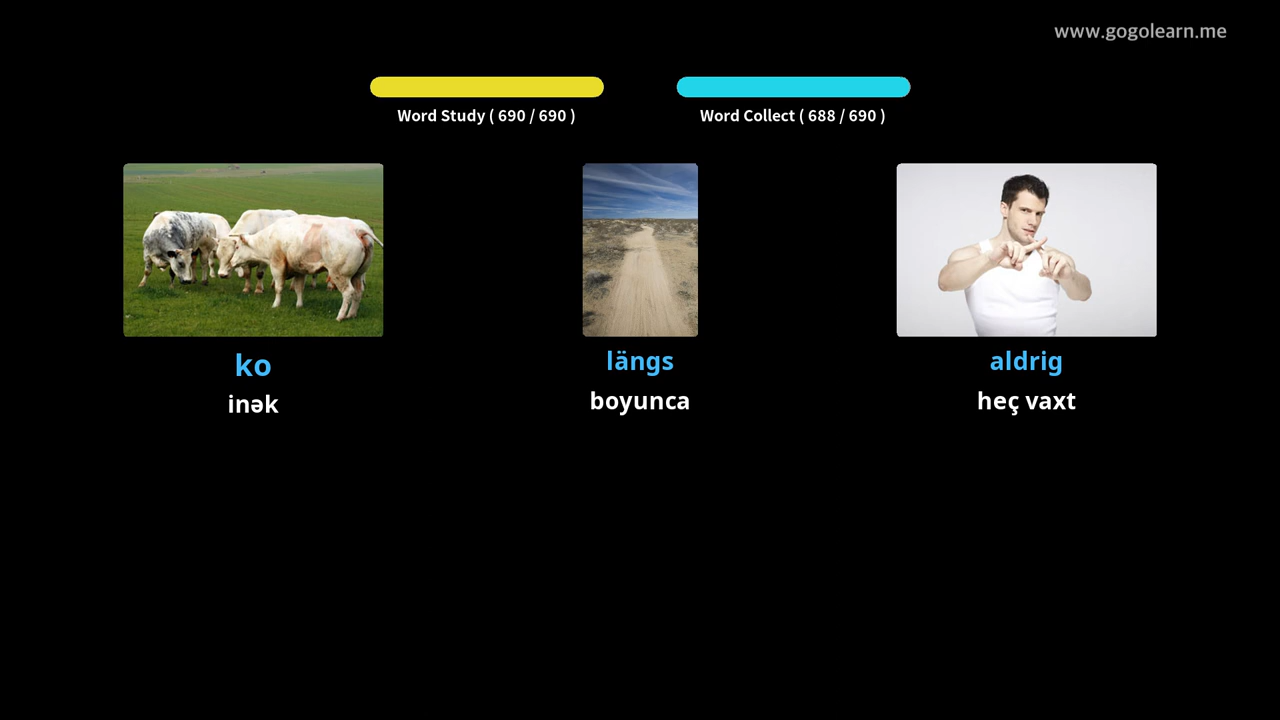 www.gogolearn.me
Word Study ( 690 / 690 )
Word Collect ( 688 / 690 )
ko
längs
aldrig
inək
boyunca
heç vaxt